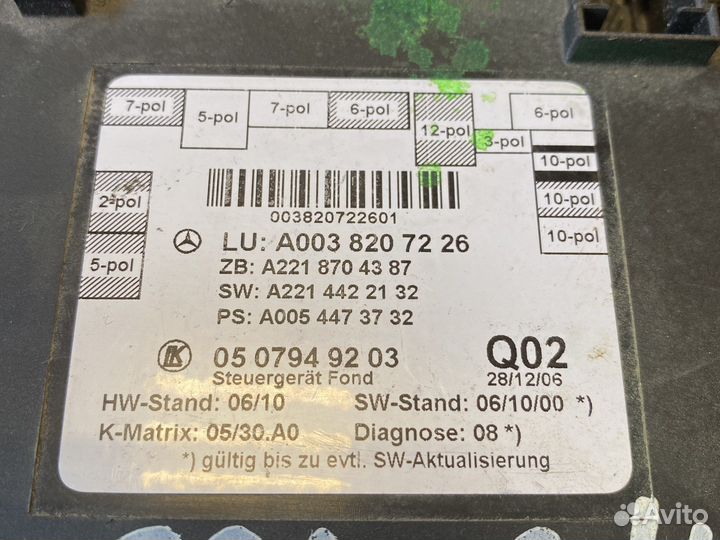 7-pol 5-pol 7-pol 6-pol 12-pol 3-pol 6-pol
10-pol
2-pol 10-pol
5-pol 10-pol
003820722601
LU: A003 820 72 26
ZB: A221 870 43 87
SW: A221 442 21 32
PS: A005 447 37 32
K 05 0794 92 03 Q02
Steuergerät Fond 28/12/06
HW-Stand: 06/10 SW-Stand: 06/10/00 *)
K-Matrix: 05/30.A0 Diagnose: 08 *)
*) gültig bis zu evtl. SW-Aktualisierung
Avito